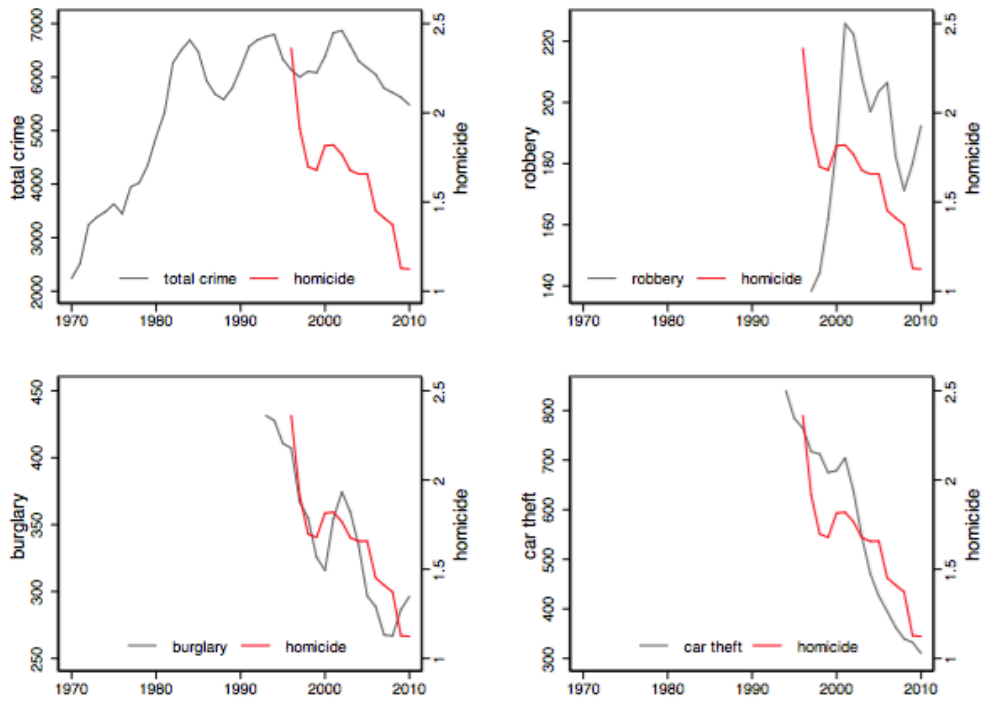 total crime
7000
6000
5000
4000
3000
2000
2.5
2
1.5
1
homicide
total crime homicide
1970 1980 1990 2000 2010
robbery
220
200
180
160
140
2.5
2
1.5
1
homicide
robbery homicide
1970 1980 1990 2000 2010
burglary
450
400
350
300
250
2.5
2
1.5
1
homicide
burglary homicide
1970 1980 1990 2000 2010
car theft
800
700
600
500
400
300
2.5
2
1.5
1
homicide
car theft homicide
1970 1980 1990 2000 2010